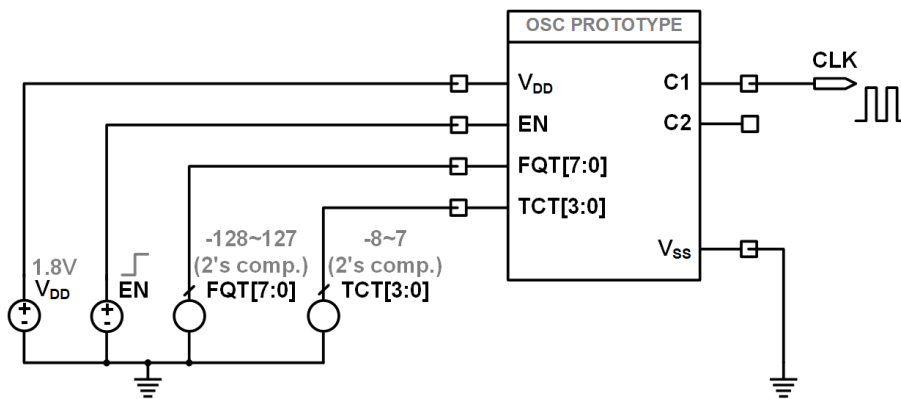 OSC PROTOTYPE
VDD
EN
FQT[7:0]
TCT[3:0]
C1
C2
VSS
CLK
1.8V
VDD
EN
-128~127
(2's comp.)
FQT[7:0]
-8~7
(2's comp.)
TCT[3:0]